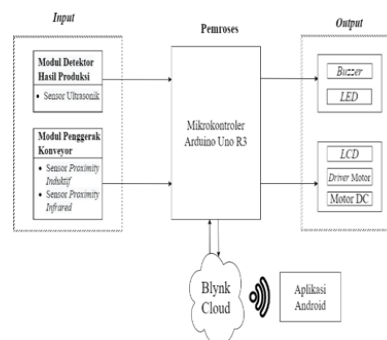 Input
Modul Detektor
Hasil Produksi
• Sensor Ultrasonik
Modul Penggerak
Konveyor
• Sensor Proximity
Induktif
• Sensor Proximity
Infrared
Pemroses
Mikrokontroler
Arduino Uno R3
Output
Buzzer
LED
LCD
Driver Motor
Motor DC
Blynk
Cloud
Aplikasi
Android